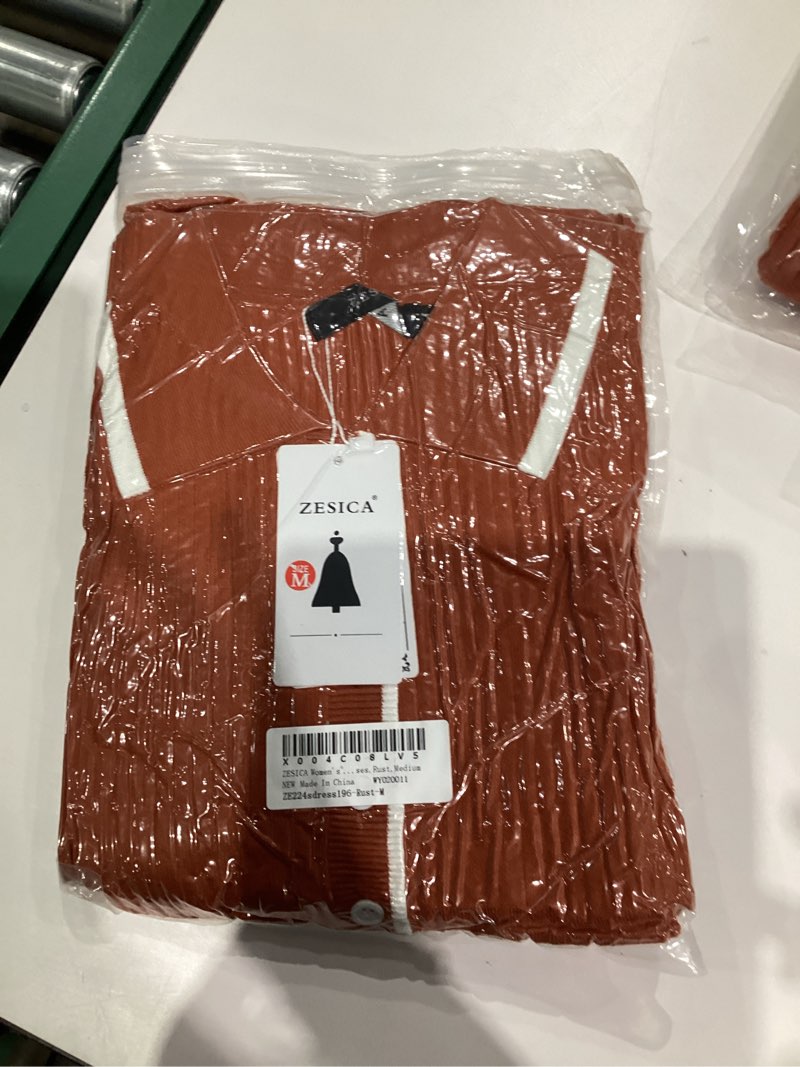 ZESICA®
SIZE
M
X004C08LV5
ZESICA Women's'...ses,Rust,Medium
NEW Made In China WY020011
ZE224sdress196-Rust-M